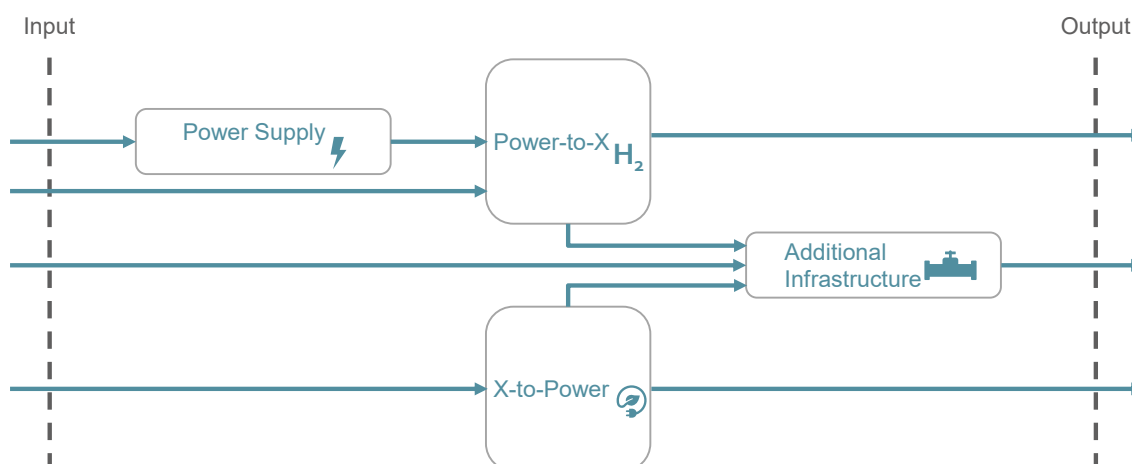 Input
Output
Power Supply
Power-to-X H₂
Additional
Infrastructure
X-to-Power